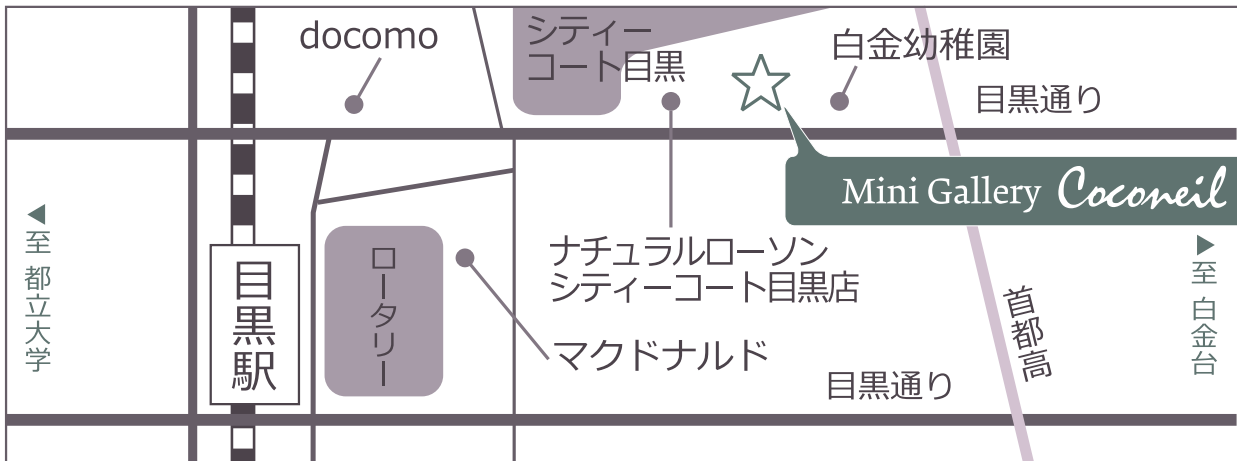 docomo
シティー
コート目黒
白金幼稚園
目黒通り
Mini Gallery Coconeil
◀至 都立大学
目黒駅
ロータリー
ナチュラルローソン
シティーコート目黒店
マクドナルド
首都高
▶至 白金台
目黒通り